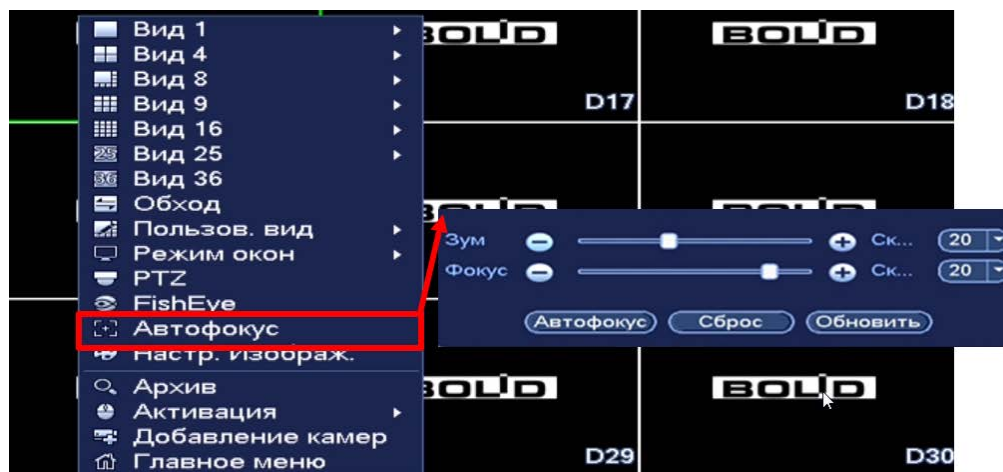 Вид 1
Вид 4
Вид 8
Вид 9
Вид 16
25 Вид 25
36 Вид 36
Обход
Пользов. вид
Режим окон
PTZ
FishEye
Автофокус
Настр. Изображ.
Архив
Активация
Добавление камер
Главное меню
BOLID
D17
BOLID
D18
Зум Ск... 20
Фокус Ск... 20
Автофокус Сброс Обновить
BOLID
D29
BOLID
D30